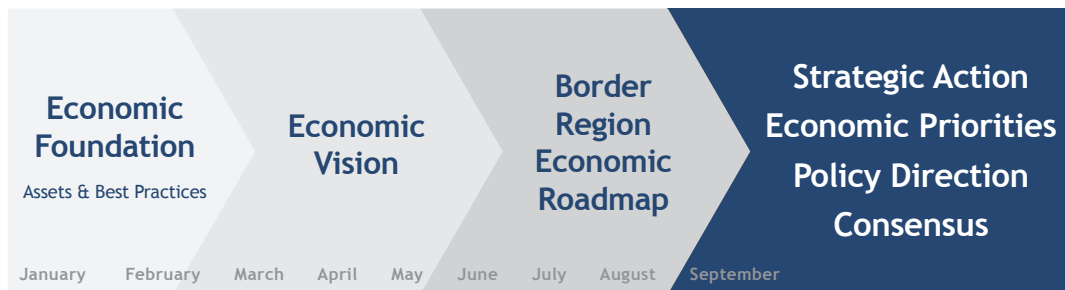 Economic
Foundation
Assets & Best Practices
Economic
Vision
Border
Region
Economic
Roadmap
Strategic Action
Economic Priorities
Policy Direction
Consensus
January February March April May June July August September